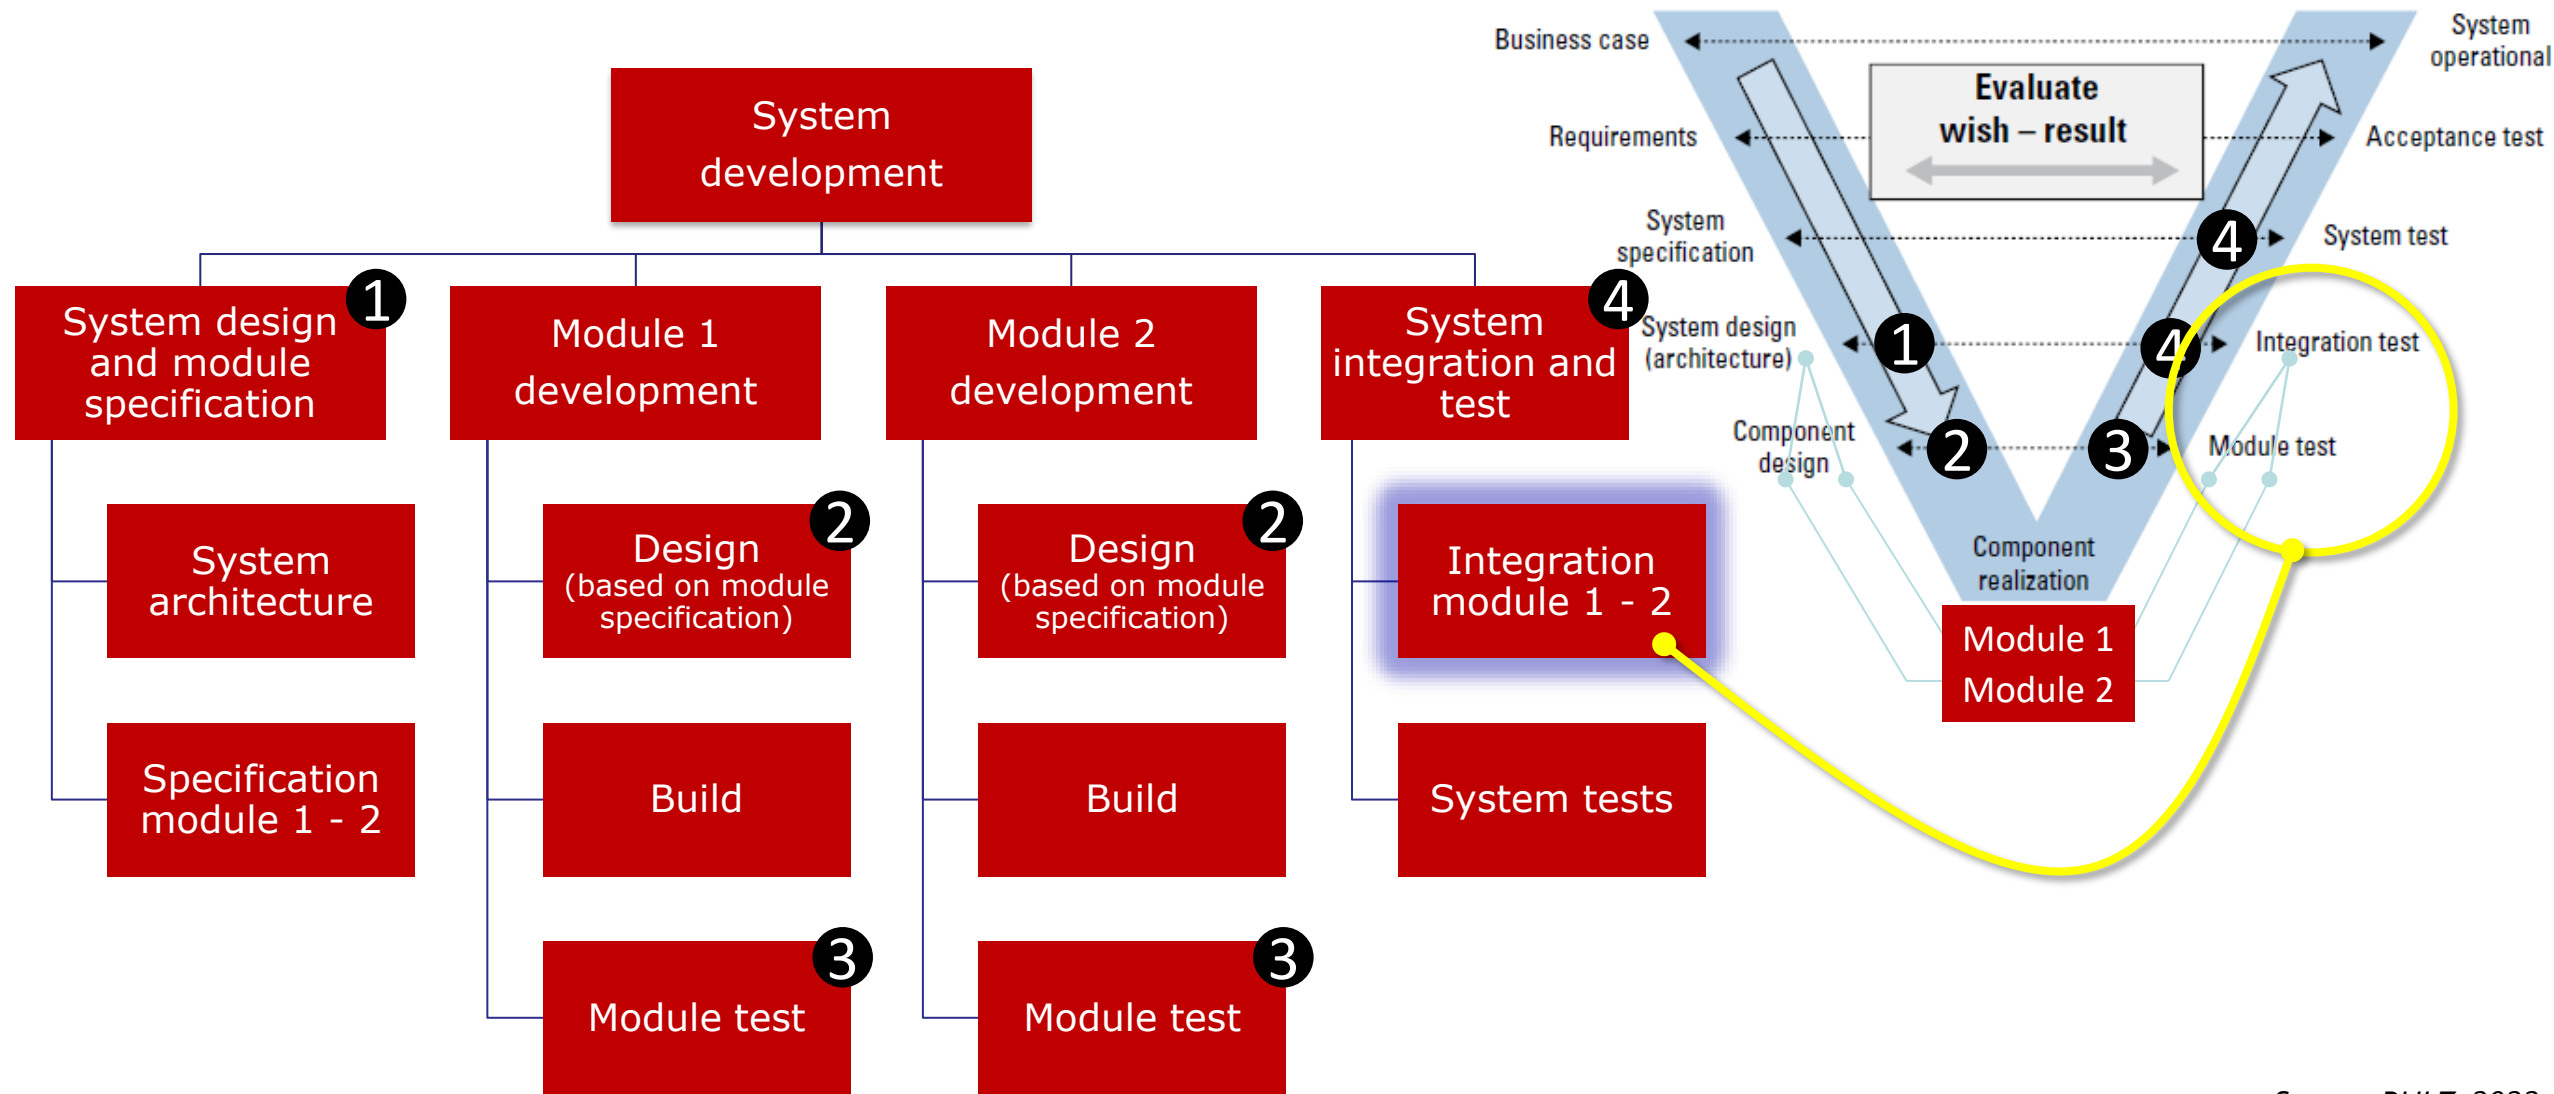 System
development
System design
and module
specification
1
Module 1
development
Module 2
development
System
integration and
test
4
System
architecture
Design
(based on module
specification)
2
Design
(based on module
specification)
2
Integration
module 1 - 2
Specification
module 1 - 2
Build
Build
System tests
Module test
3
Module test
3
Business case
System
operational
Evaluate
wish – result
Requirements
Acceptance test
System
specification
4
System test
System design
(architecture)
1
4
Integration test
Component
design
2
3
Module test
Component
realization
Module 1
Module 2